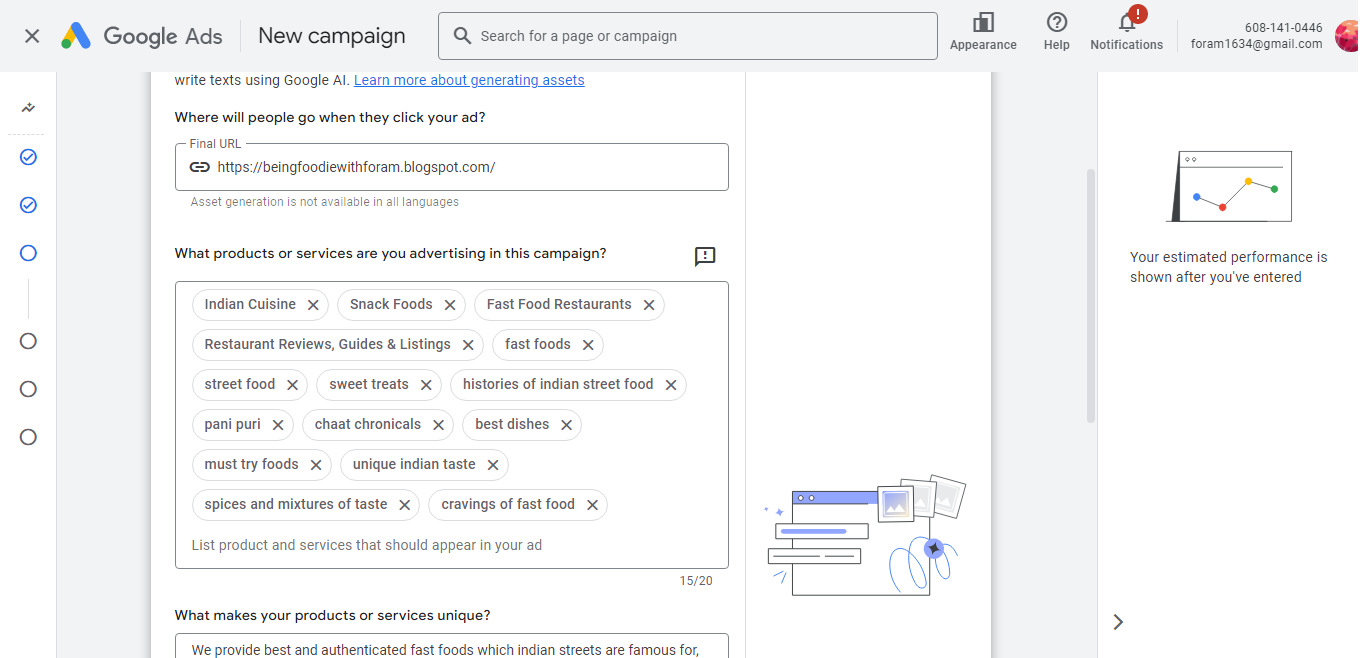 Google Ads
New campaign
Search for a page or campaign
Appearance
Help
!
Notifications
608-141-0446
foram1634@gmail.com
write texts using Google AI. Learn more about generating assets
Where will people go when they click your ad?
Final URL
https://beingfoodiewithforam.blogspot.com/
Asset generation is not available in all languages
What products or services are you advertising in this campaign?
Indian Cuisine
Snack Foods
Fast Food Restaurants
Restaurant Reviews, Guides & Listings
fast foods
street food
sweet treats
histories of indian street food
pani puri
chaat chronicals
best dishes
must try foods
unique indian taste
spices and mixtures of taste
cravings of fast food
List product and services that should appear in your ad
15/20
What makes your products or services unique?
We provide best and authenticated fast foods which indian streets are famous for,
Your estimated performance is
shown after you've entered